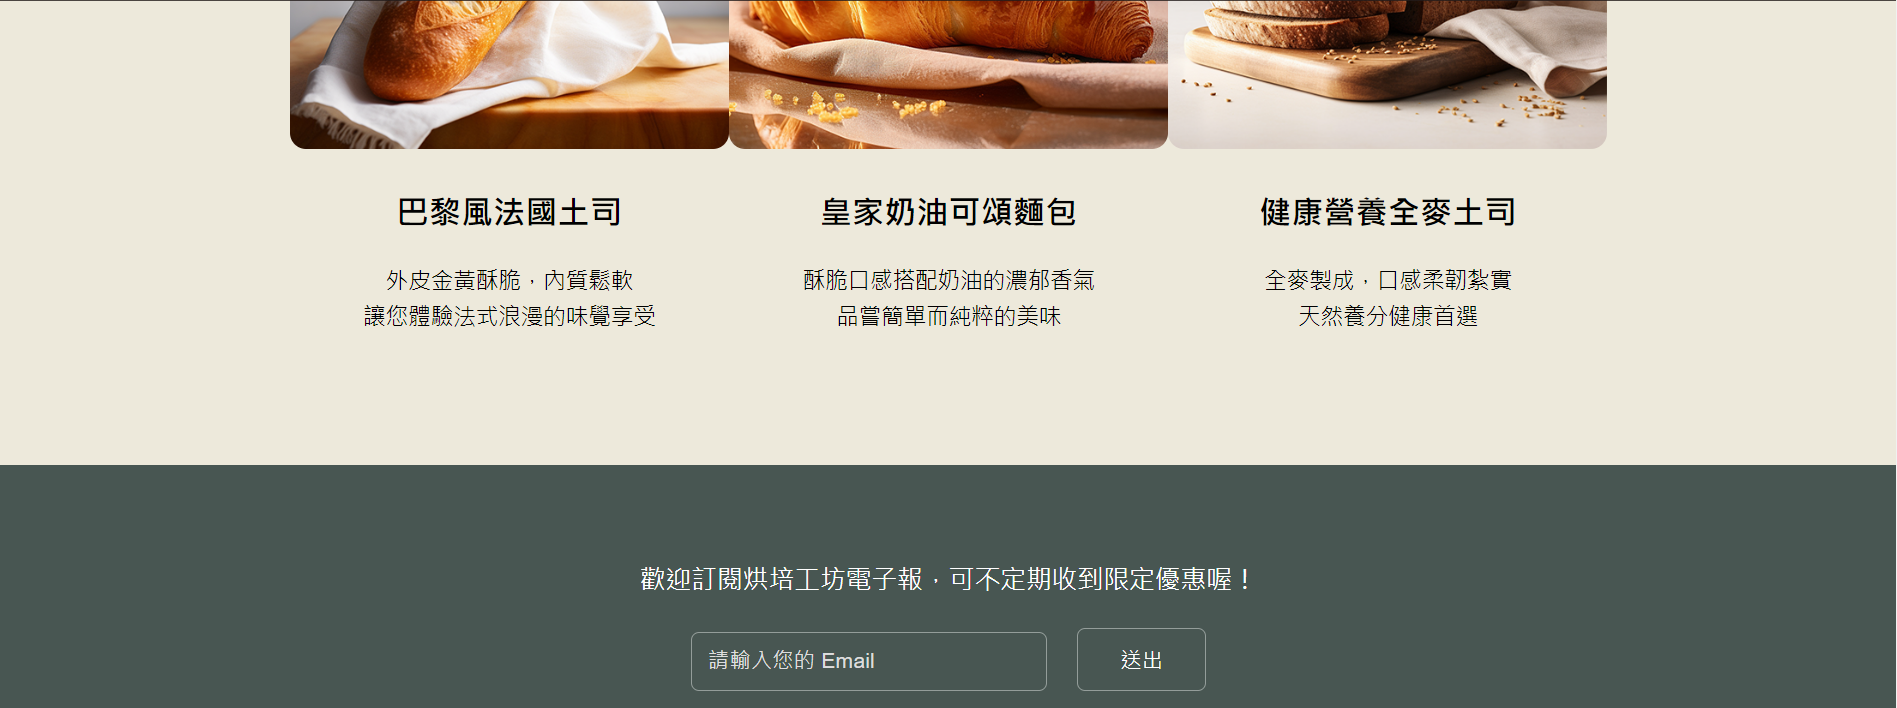 巴黎風法國土司
外皮金黃酥脆，內質鬆軟
讓您體驗法式浪漫的味覺享受
皇家奶油可頌麵包
酥脆口感搭配奶油的濃郁香氣
品嘗簡單而純粹的美味
健康營養全麥土司
全麥製成，口感柔韌紮實
天然養分健康首選
歡迎訂閱烘培工坊電子報，可不定期收到限定優惠喔！
請輸入您的 Email
送出